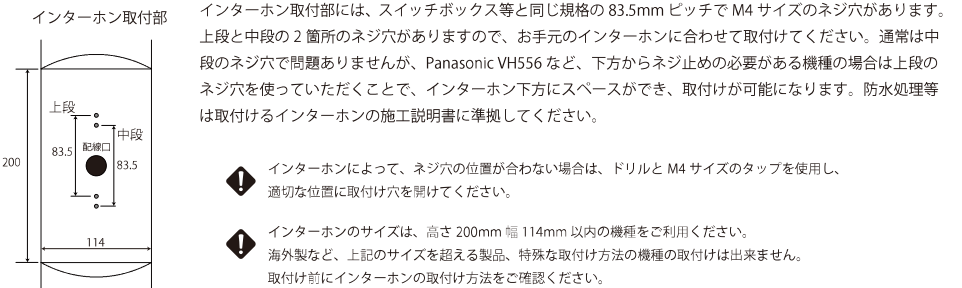 インターホン取付部
上段
中段
配線口
83.5
83.5
200
114
インターホン取付部には、スイッチボックス等と同じ規格の 83.5mm ピッチで M4 サイズのネジ穴があります。
上段と中段の 2 箇所のネジ穴がありますので、お手元のインターホンに合わせて取付けてください。通常は中
段のネジ穴で問題ありませんが、Panasonic VH556 など、下方からネジ止めの必要がある機種の場合は上段の
ネジ穴を使っていただくことで、インターホン下方にスペースができ、取付けが可能になります。防水処理等
は取付けるインターホンの施工説明書に準拠してください。
インターホンによって、ネジ穴の位置が合わない場合は、ドリルと M4 サイズのタップを使用し、
適切な位置に取付け穴を開けてください。
インターホンのサイズは、高さ 200mm 幅 114mm 以内の機種をご利用ください。
海外製など、上記のサイズを超える製品、特殊な取付け方法の機種の取付けは出来ません。
取付け前にインターホンの取付け方法をご確認ください。